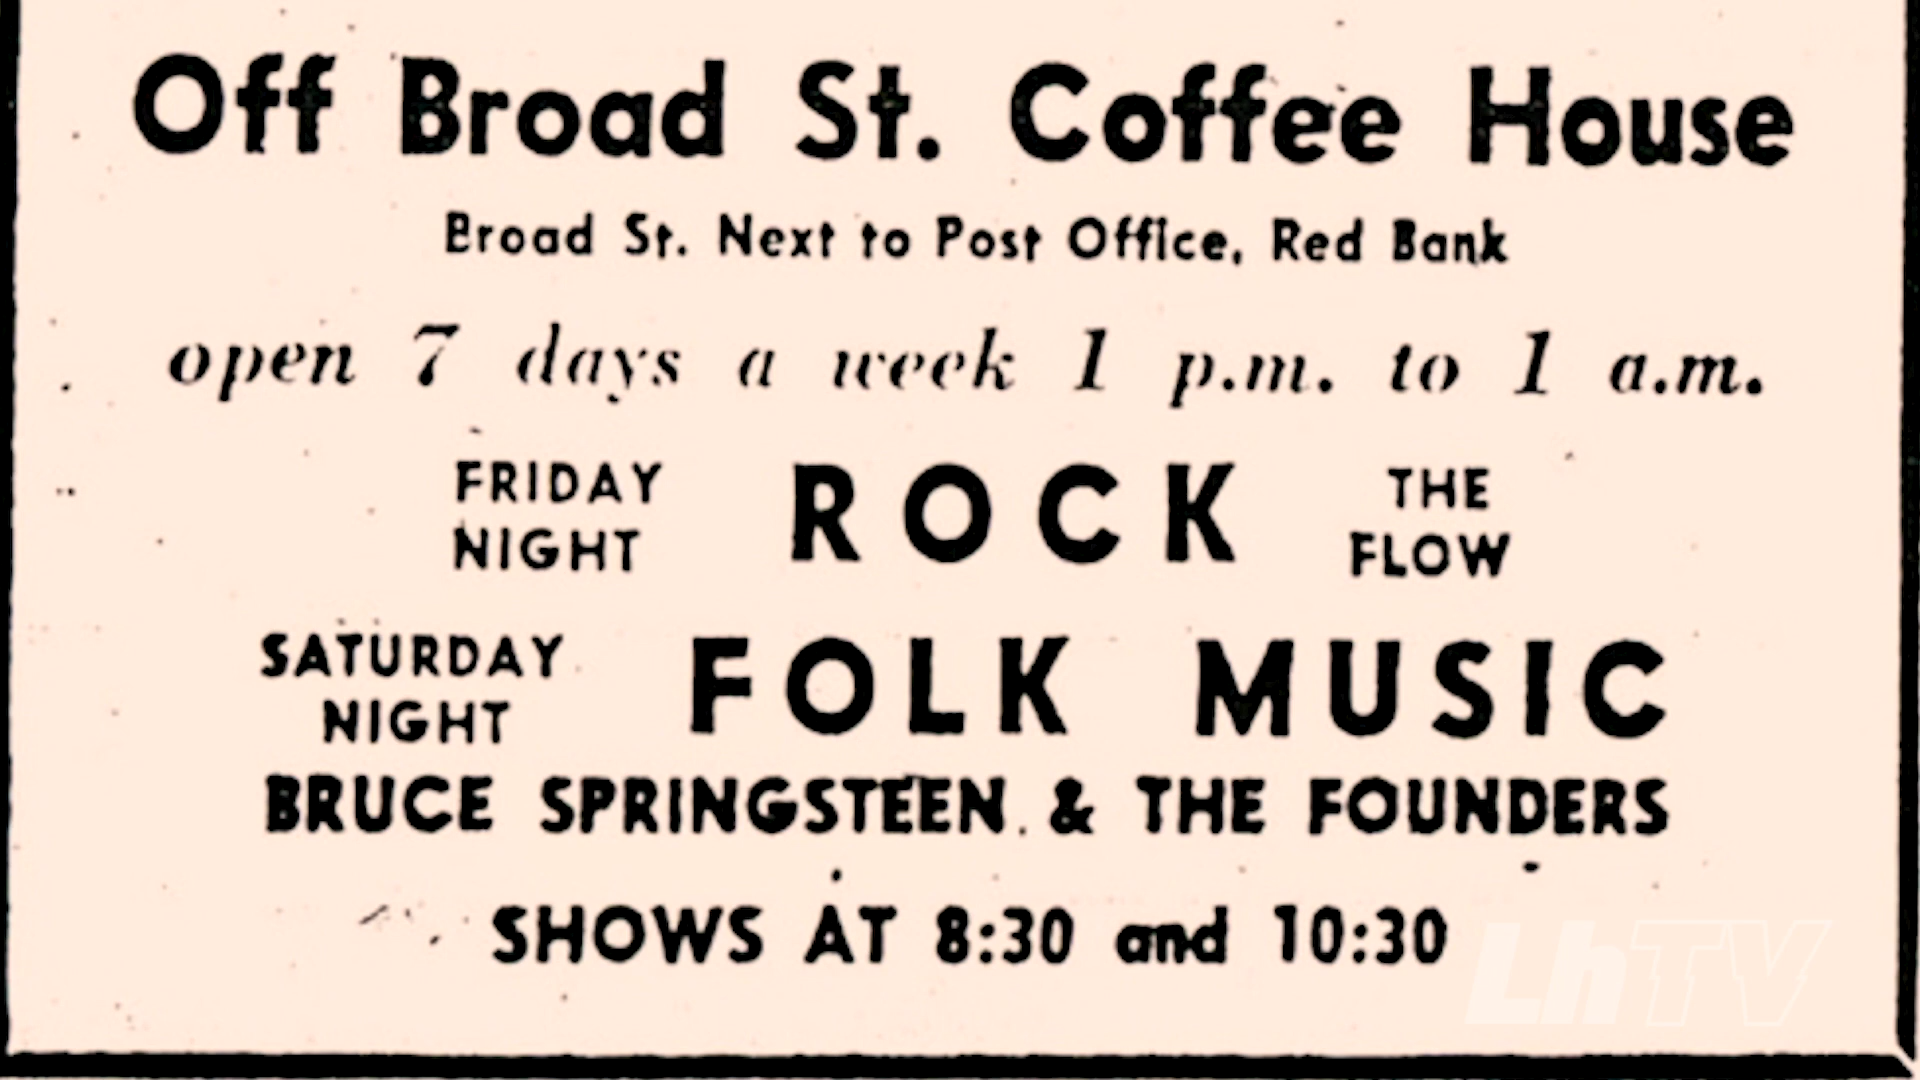 Off Broad St. Coffee House
Broad St. Next to Post Office, Red Bank
open 7 days a week 1 p.m. to 1 a.m.
FRIDAY NIGHT ROCK THE FLOW
SATURDAY NIGHT FOLK MUSIC
BRUCE SPRINGSTEEN & THE FOUNDERS
SHOWS AT 8:30 and 10:30
LhTV